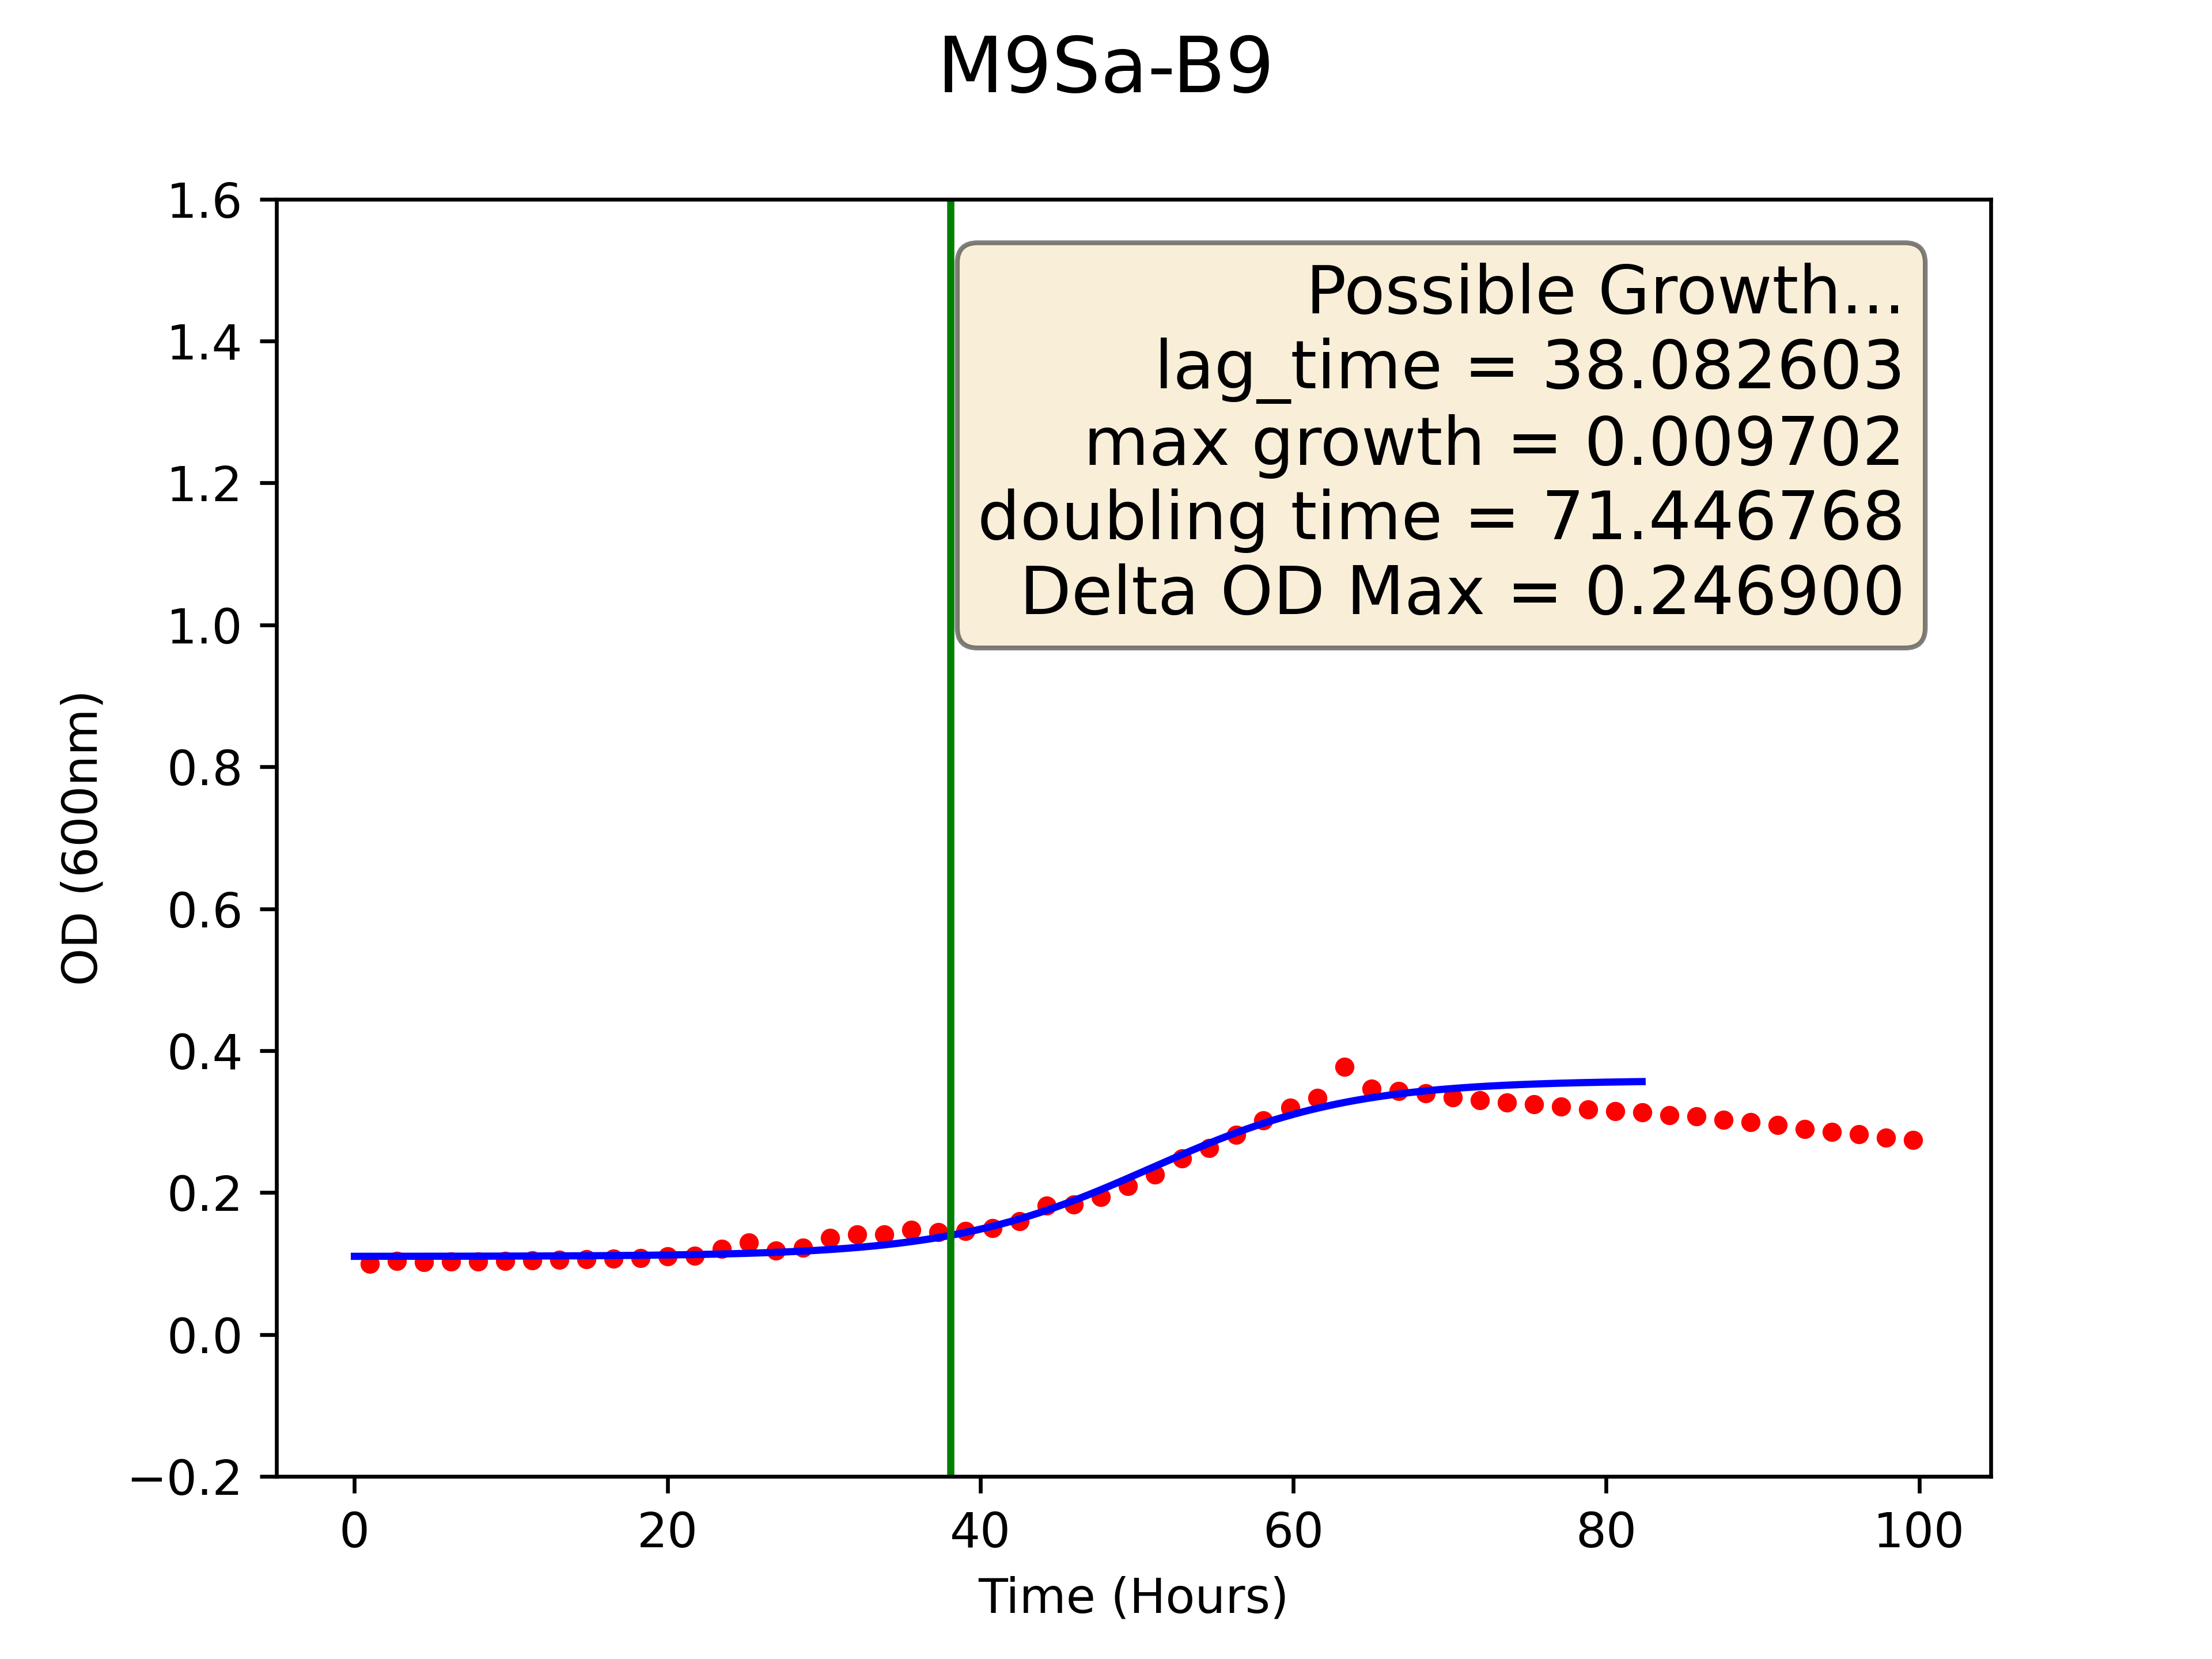 M9Sa-B9
1.6
1.4
1.2
1.0
0.8
0.6
0.4
0.2
0.0
−0.2
OD (600nm)
Possible Growth...
lag_time = 38.082603
max growth = 0.009702
doubling time = 71.446768
Delta OD Max = 0.246900
0 20 40 60 80 100
Time (Hours)